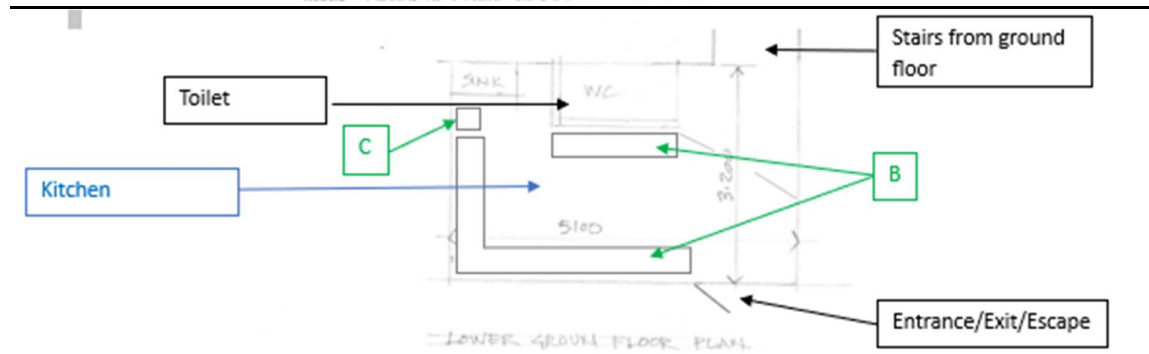 Stairs from ground
floor
SINK
WC
Toilet
C
B
3.200
Kitchen
5100
Entrance/Exit/Escape
LOWER GROUN FLOOR PLAN